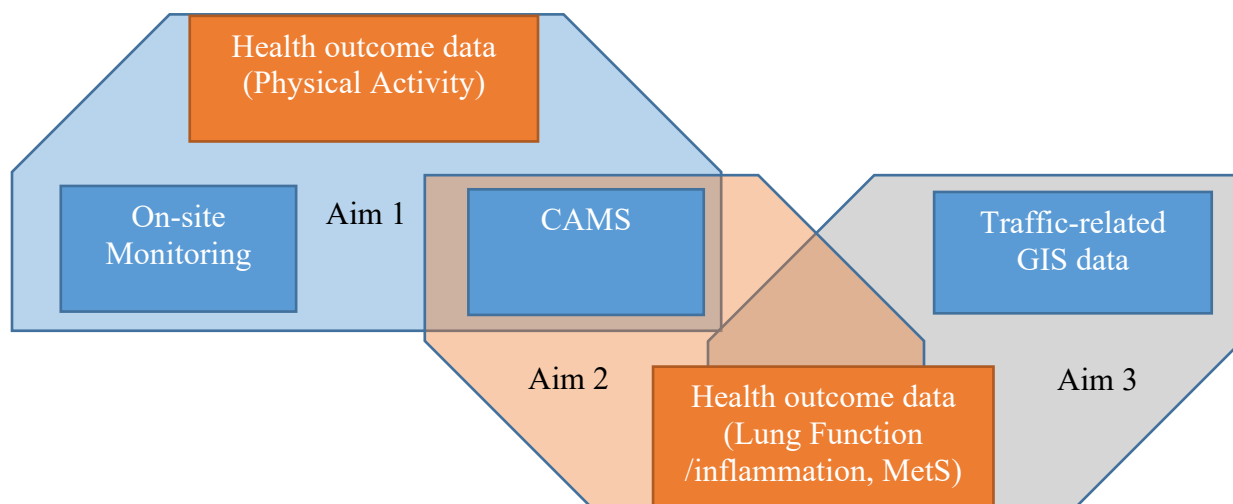 Health outcome data
(Physical Activity)
On-site
Monitoring
Aim 1
CAMS
Traffic-related
GIS data
Aim 2
Health outcome data
(Lung Function
/inflammation, MetS)
Aim 3